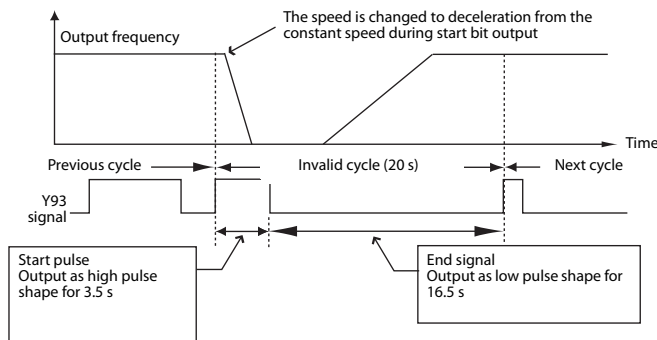 The speed is changed to deceleration from the
constant speed during start bit output
Output frequency
Time
Previous cycle
Invalid cycle (20 s)
Next cycle
Y93
signal
Start pulse
Output as high pulse
shape for 3.5 s
End signal
Output as low pulse shape for
16.5 s